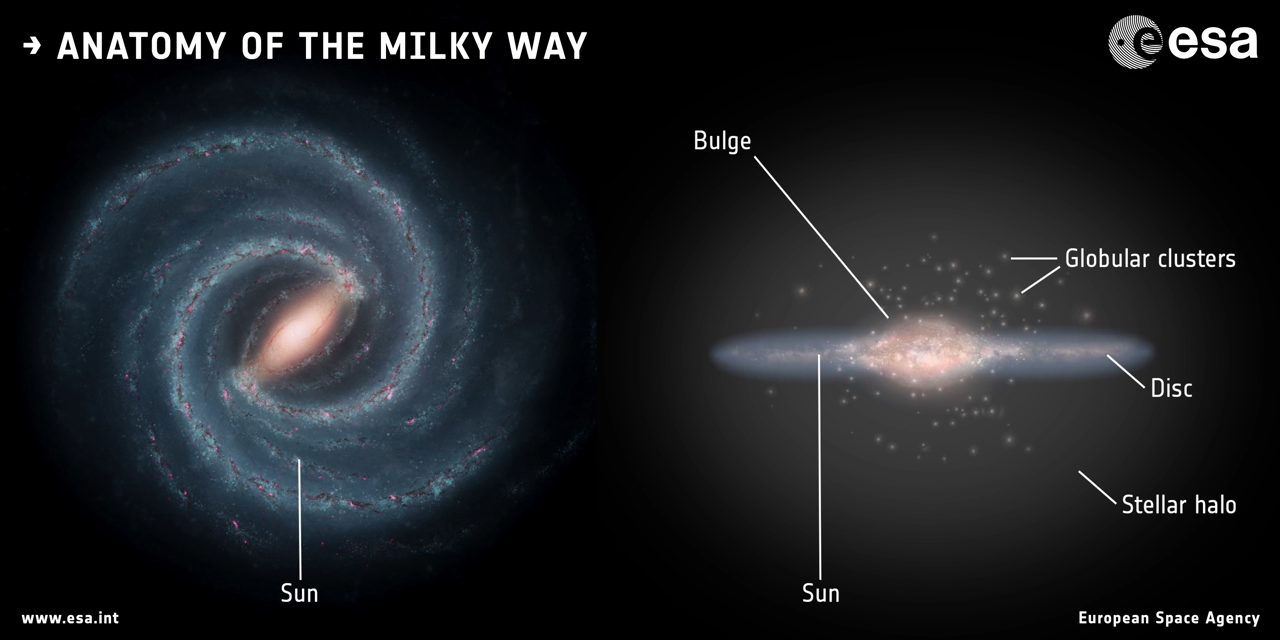 → ANATOMY OF THE MILKY WAY
esa
Bulge
Globular clusters
Disc
Stellar halo
Sun
Sun
www.esa.int
European Space Agency